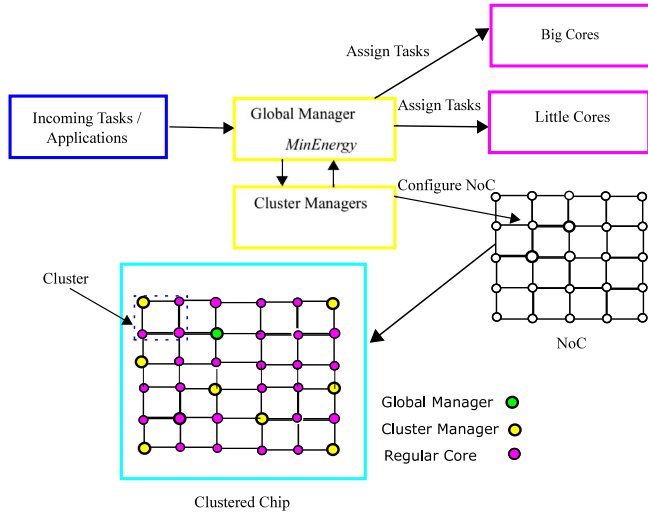 Assign Tasks
Big Cores
Incoming Tasks /
Applications
Global Manager
MinEnergy
Assign Tasks
Little Cores
Cluster Managers
Configure NoC
Cluster
NoC
Global Manager
Cluster Manager
Regular Core
Clustered Chip